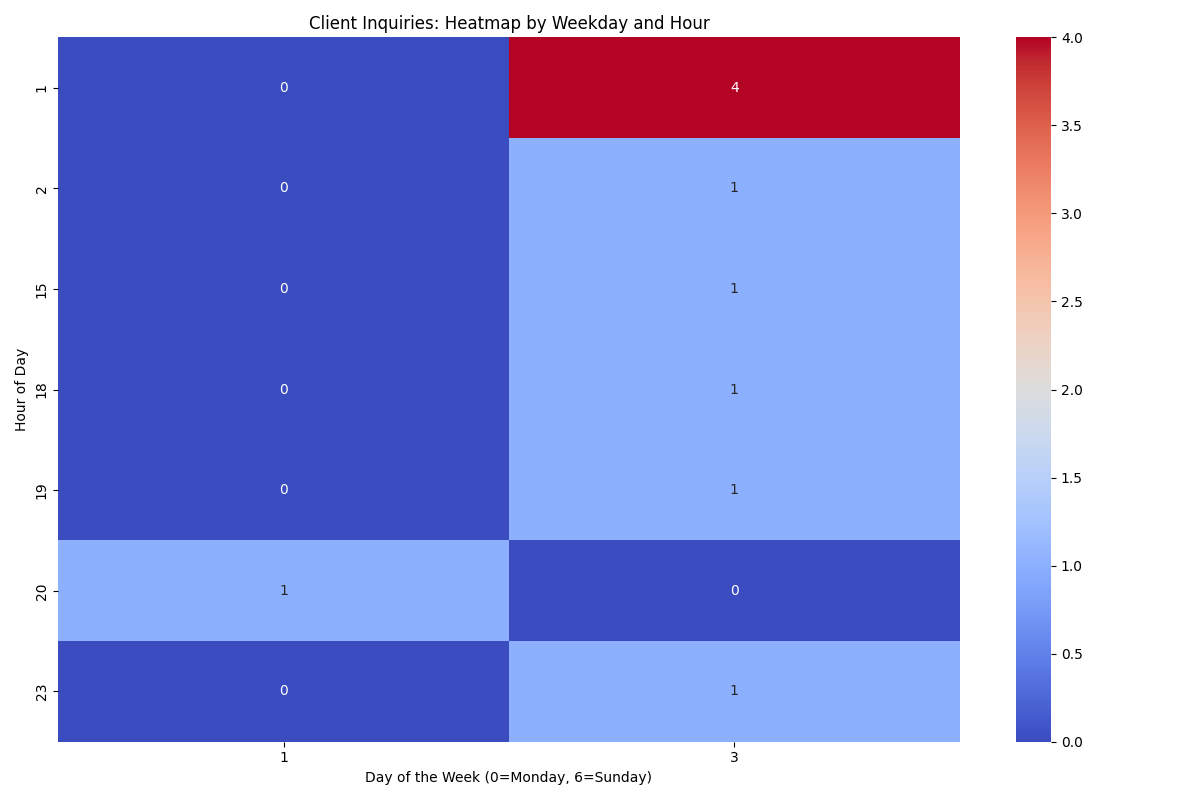 Client Inquiries: Heatmap by Weekday and Hour
4.0
1 0 4
3.5
2 0 1
3.0
15 0 1
2.5
Hour of Day
18 0 1
2.0
19 0 1
1.5
1.0
20 1 0
0.5
23 0 1
0.0
1 3
Day of the Week (0=Monday, 6=Sunday)